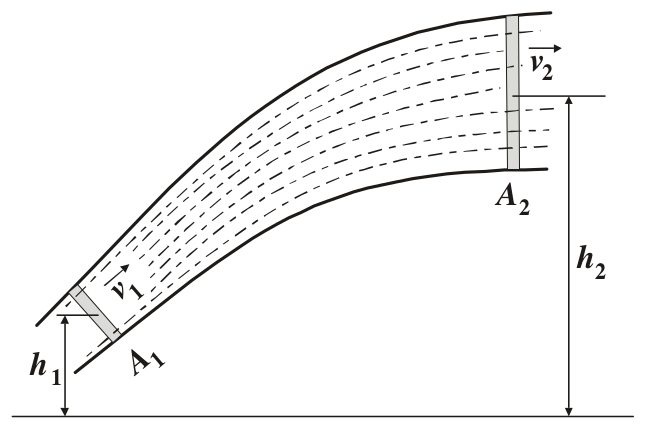 v₂
A₂
h₂
v₁
h₁
A₁